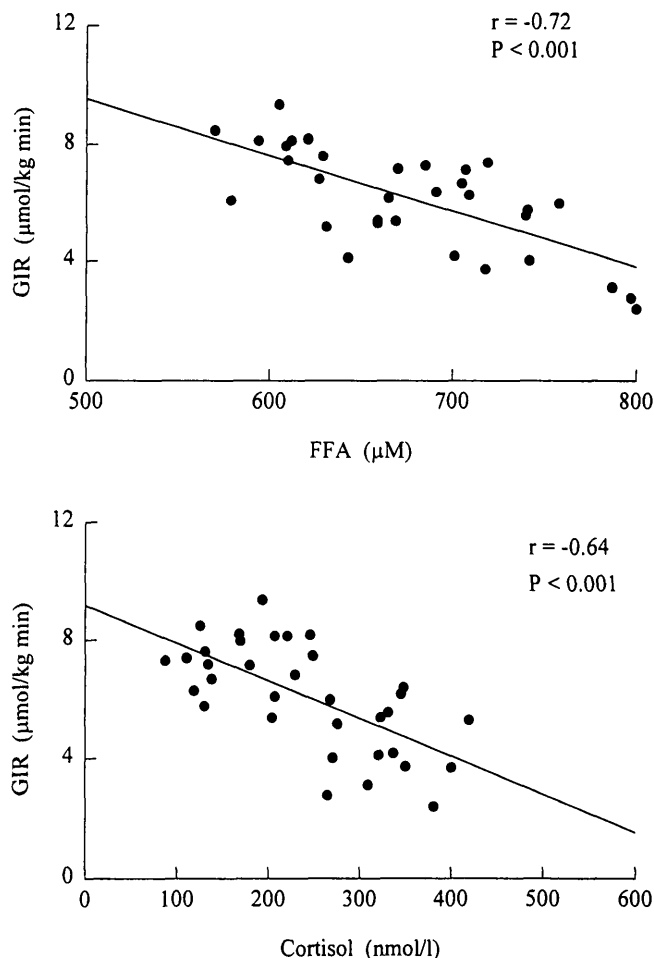 12
r = -0.72
P < 0.001
8
GIR (µmol/kg min)
4
0
500 600 700 800
FFA (µM)
12
r = -0.64
P < 0.001
8
GIR (µmol/kg min)
4
0
0 100 200 300 400 500 600
Cortisol (nmol/l)